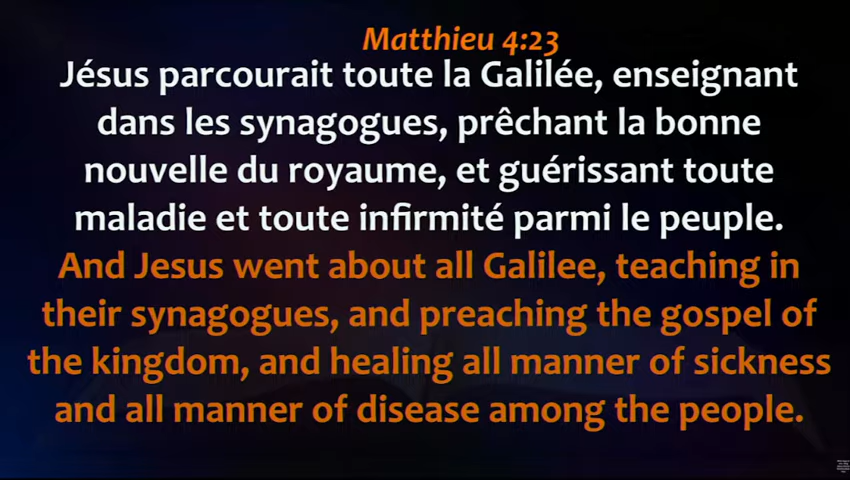 Matthieu 4:23
Jésus parcourait toute la Galilée, enseignant
dans les synagogues, prêchant la bonne
nouvelle du royaume, et guérissant toute
maladie et toute infirmité parmi le peuple.
And Jesus went about all Galilee, teaching in
their synagogues, and preaching the gospel of
the kingdom, and healing all manner of sickness
and all manner of disease among the people.